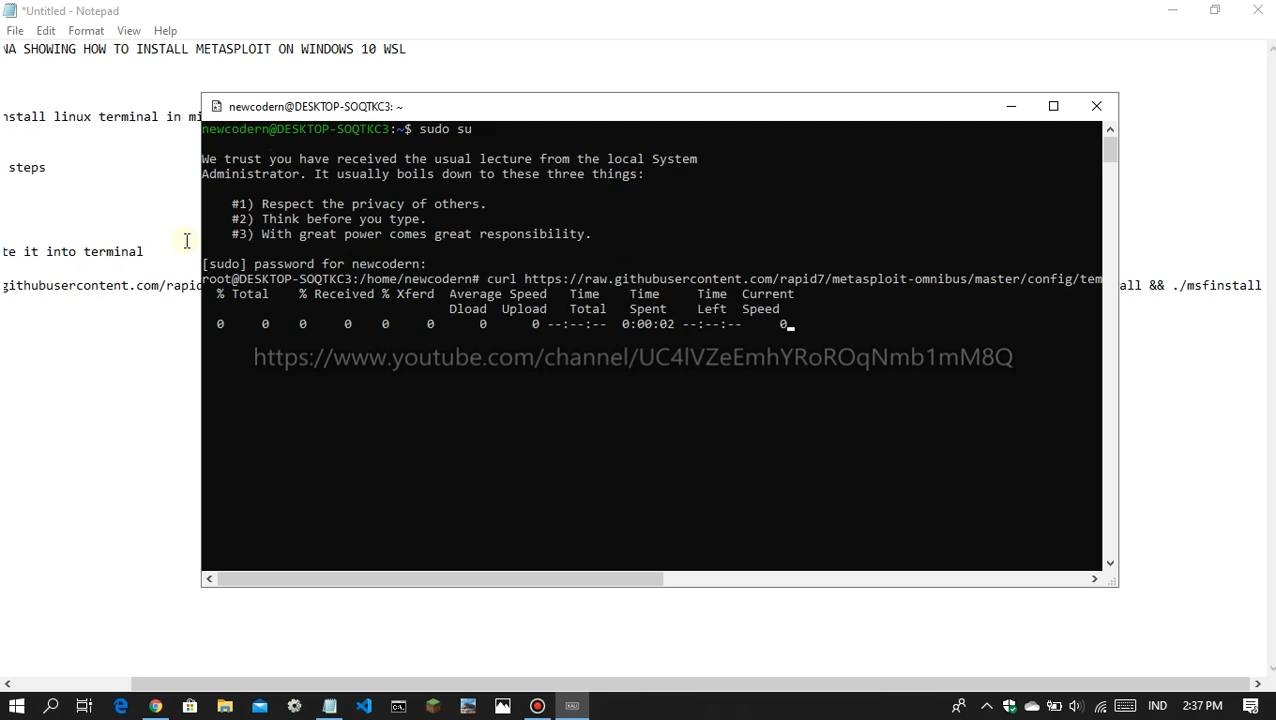 *Untitled - Notepad
File Edit Format View Help
NA SHOWING HOW TO INSTALL METASPLOIT ON WINDOWS 10 WSL
nstall linux terminal in mi
steps
te it into terminal
githubusercontent.com/rapid
all && ./msfinstall
newcodern@DESKTOP-SOQTKC3: ~
newcodern@DESKTOP-SOQTKC3:~$ sudo su
We trust you have received the usual lecture from the local System
Administrator. It usually boils down to these three things:
#1) Respect the privacy of others.
#2) Think before you type.
#3) With great power comes great responsibility.
[sudo] password for newcodern:
root@DESKTOP-SOQTKC3:/home/newcodern# curl https://raw.githubusercontent.com/rapid7/metasploit-omnibus/master/config/tem
% Total % Received % Xferd Average Speed Time Time Time Current
Dload Upload Total Spent Left Speed
0 0 0 0 0 0 0 0 --:--:-- 0:00:02 --:--:-- 0
https://www.youtube.com/channel/UC4lVZeEmhYRoROqNmb1mM8Q
IND 2:37 PM